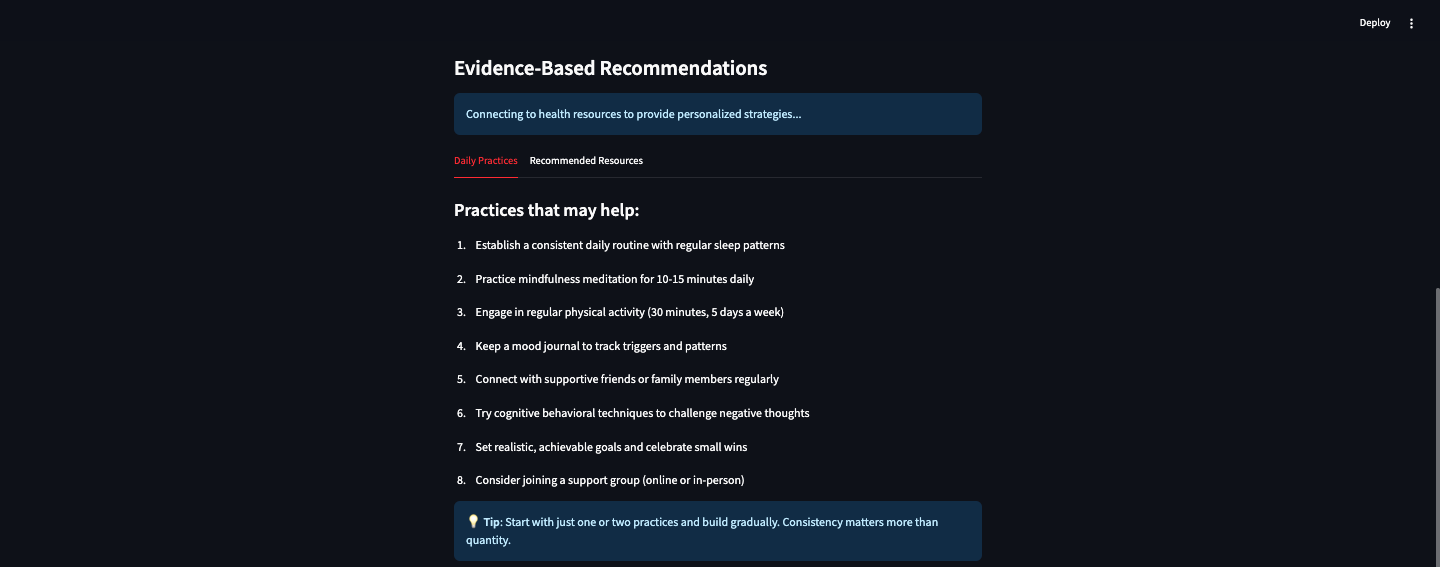 Deploy
Evidence-Based Recommendations
Connecting to health resources to provide personalized strategies...
Daily Practices Recommended Resources
Practices that may help:
1. Establish a consistent daily routine with regular sleep patterns
2. Practice mindfulness meditation for 10-15 minutes daily
3. Engage in regular physical activity (30 minutes, 5 days a week)
4. Keep a mood journal to track triggers and patterns
5. Connect with supportive friends or family members regularly
6. Try cognitive behavioral techniques to challenge negative thoughts
7. Set realistic, achievable goals and celebrate small wins
8. Consider joining a support group (online or in-person)
💡 Tip: Start with just one or two practices and build gradually. Consistency matters more than
quantity.